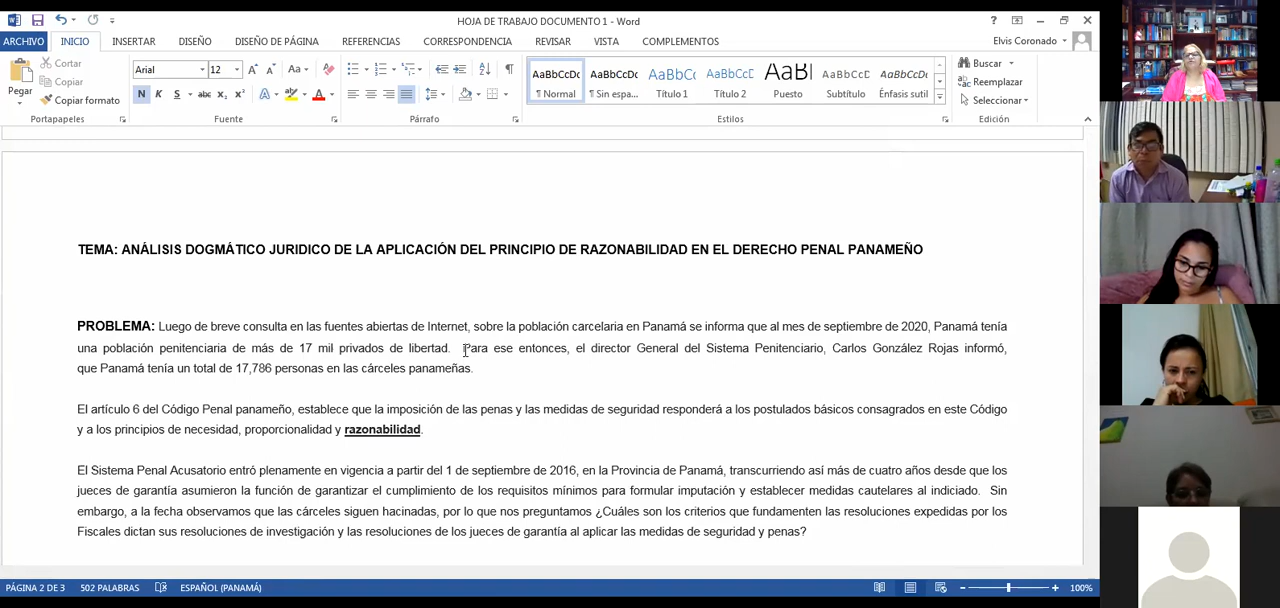 HOJA DE TRABAJO DOCUMENTO 1 - Word
ARCHIVO INICIO INSERTAR DISEÑO DISEÑO DE PÁGINA REFERENCIAS CORRESPONDENCIA REVISAR VISTA COMPLEMENTOS Elvis Coronado
Pegar
Cortar
Copiar
Copiar formato
Portapapeles
Arial 12
Fuente
Párrafo
AaBbCcDc AaBbCcDc AaBbC AaBbCcE AaBl AaBbCcD AaBbCcDc
¶ Normal ¶ Sin espa... Título 1 Título 2 Puesto Subtítulo Énfasis sutil
Estilos
Buscar
Reemplazar
Seleccionar
Edición
TEMA: ANÁLISIS DOGMÁTICO JURIDICO DE LA APLICACIÓN DEL PRINCIPIO DE RAZONABILIDAD EN EL DERECHO PENAL PANAMEÑO
PROBLEMA: Luego de breve consulta en las fuentes abiertas de Internet, sobre la población carcelaria en Panamá se informa que al mes de septiembre de 2020, Panamá tenía
una población penitenciaria de más de 17 mil privados de libertad. Para ese entonces, el director General del Sistema Penitenciario, Carlos González Rojas informó,
que Panamá tenía un total de 17,786 personas en las cárceles panameñas.
El artículo 6 del Código Penal panameño, establece que la imposición de las penas y las medidas de seguridad responderá a los postulados básicos consagrados en este Código
y a los principios de necesidad, proporcionalidad y razonabilidad.
El Sistema Penal Acusatorio entró plenamente en vigencia a partir del 1 de septiembre de 2016, en la Provincia de Panamá, transcurriendo así más de cuatro años desde que los
jueces de garantía asumieron la función de garantizar el cumplimiento de los requisitos mínimos para formular imputación y establecer medidas cautelares al indiciado. Sin
embargo, a la fecha observamos que las cárceles siguen hacinadas, por lo que nos preguntamos ¿Cuáles son los criterios que fundamenten las resoluciones expedidas por los
Fiscales dictan sus resoluciones de investigación y las resoluciones de los jueces de garantía al aplicar las medidas de seguridad y penas?
PÁGINA 2 DE 3 502 PALABRAS ESPAÑOL (PANAMÁ) 100%